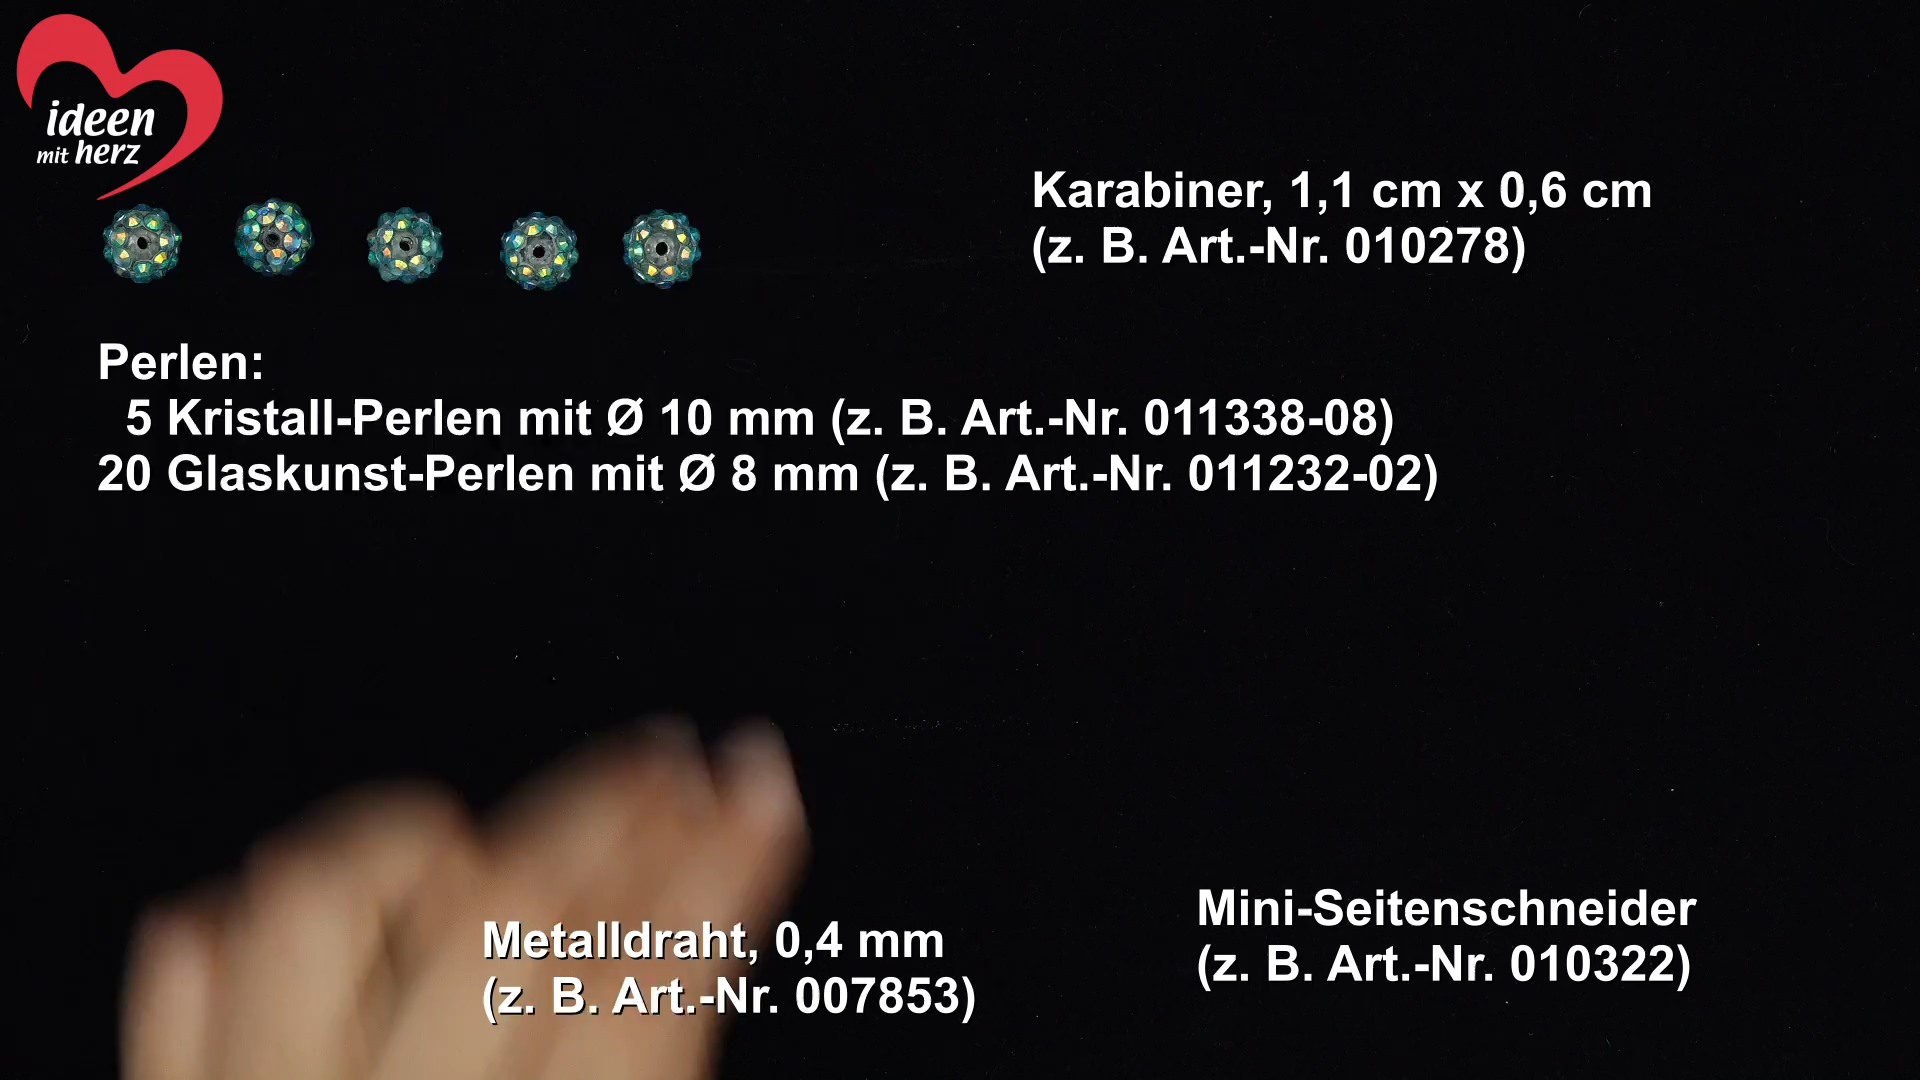 ideen
mit herz
Karabiner, 1,1 cm x 0,6 cm
(z. B. Art.-Nr. 010278)
Perlen:
5 Kristall-Perlen mit Ø 10 mm (z. B. Art.-Nr. 011338-08)
20 Glaskunst-Perlen mit Ø 8 mm (z. B. Art.-Nr. 011232-02)
Metalldraht, 0,4 mm
(z. B. Art.-Nr. 007853)
Mini-Seitenschneider
(z. B. Art.-Nr. 010322)